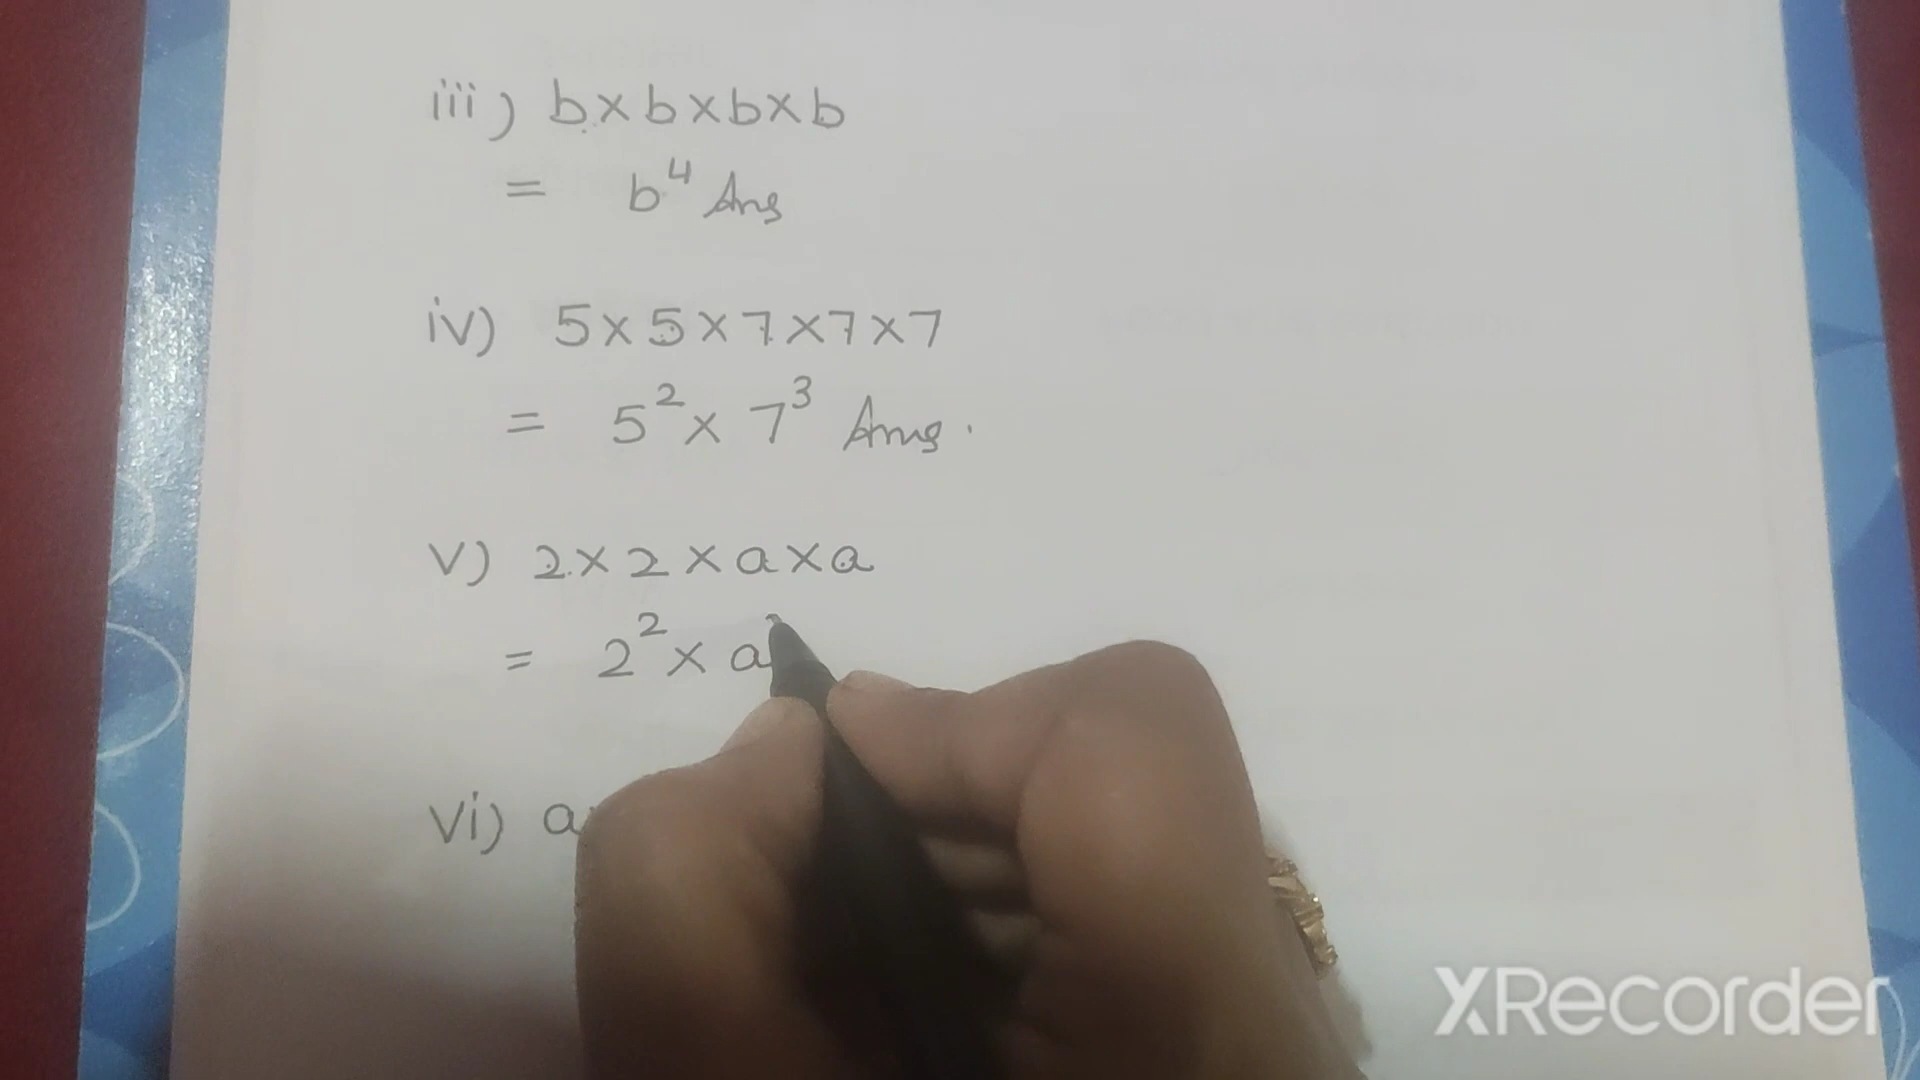 iii) b×b×b×b
= b⁴ Ans
iv) 5×5×7×7×7
= 5² × 7³ Ans.
v) 2×2×a×a
= 2² × a
vi) a
XRecorder